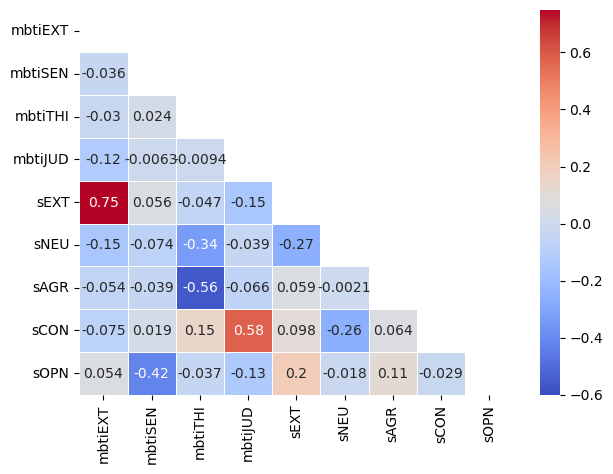 mbtiEXT
mbtiSEN -0.036
mbtiTHI -0.03 0.024
mbtiJUD -0.12 -0.0063 -0.0094
sEXT 0.75 0.056 -0.047 -0.15
sNEU -0.15 -0.074 -0.34 -0.039 -0.27
sAGR -0.054 -0.039 -0.56 -0.066 0.059 -0.0021
sCON -0.075 0.019 0.15 0.58 0.098 -0.26 0.064
sOPN 0.054 -0.42 -0.037 -0.13 0.2 -0.018 0.11 -0.029
mbtiEXT mbtiSEN mbtiTHI mbtiJUD sEXT sNEU sAGR sCON sOPN
0.6
0.4
0.2
0.0
-0.2
-0.4
-0.6